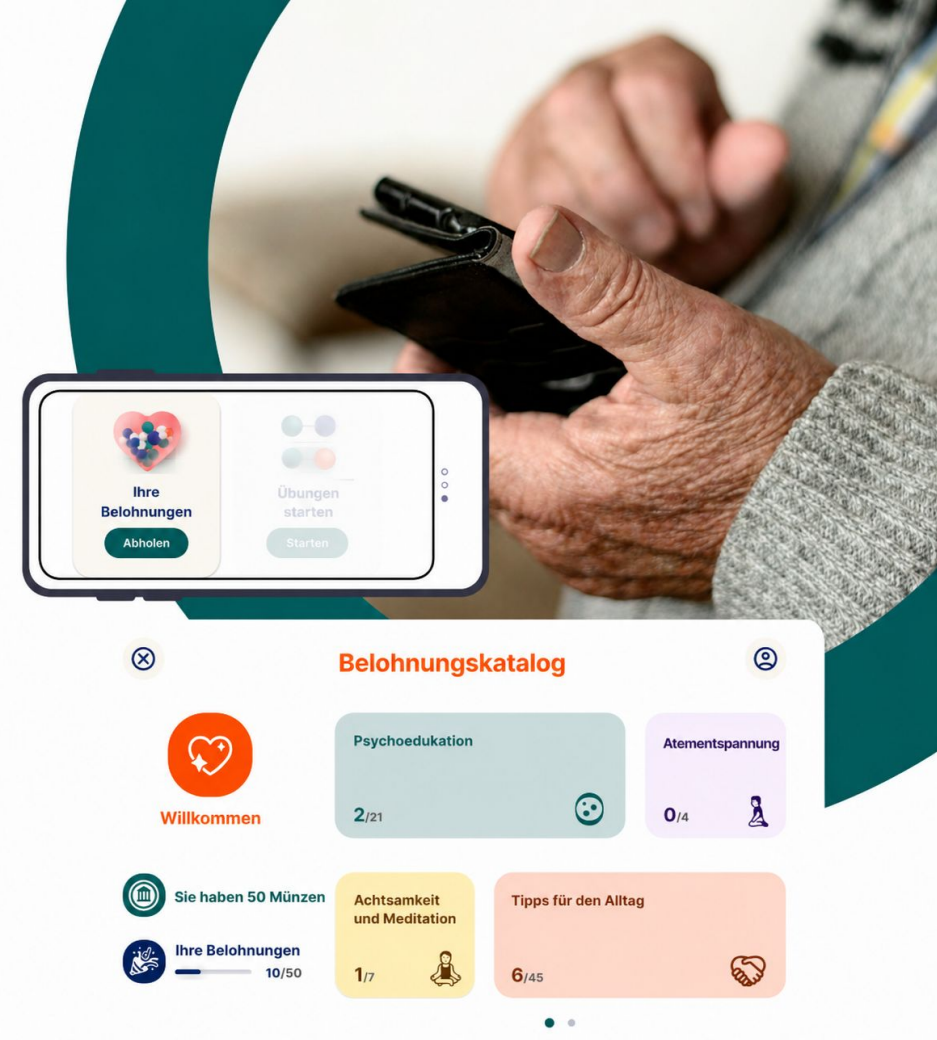 Ihre
Belohnungen
Abholen
Übungen
starten
Starten
Belohnungskatalog
Willkommen
Psychoedukation
2/21
Atementspannung
0/4
Sie haben 50 Münzen
Ihre Belohnungen
10/50
Achtsamkeit
und Meditation
1/7
Tipps für den Alltag
6/45